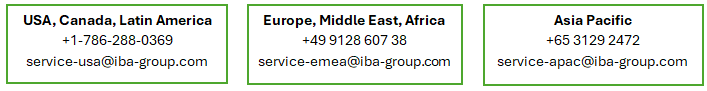 USA, Canada, Latin America
+1-786-288-0369
service-usa@iba-group.com
Europe, Middle East, Africa
+49 9128 607 38
service-emea@iba-group.com
Asia Pacific
+65 3129 2472
service-apac@iba-group.com